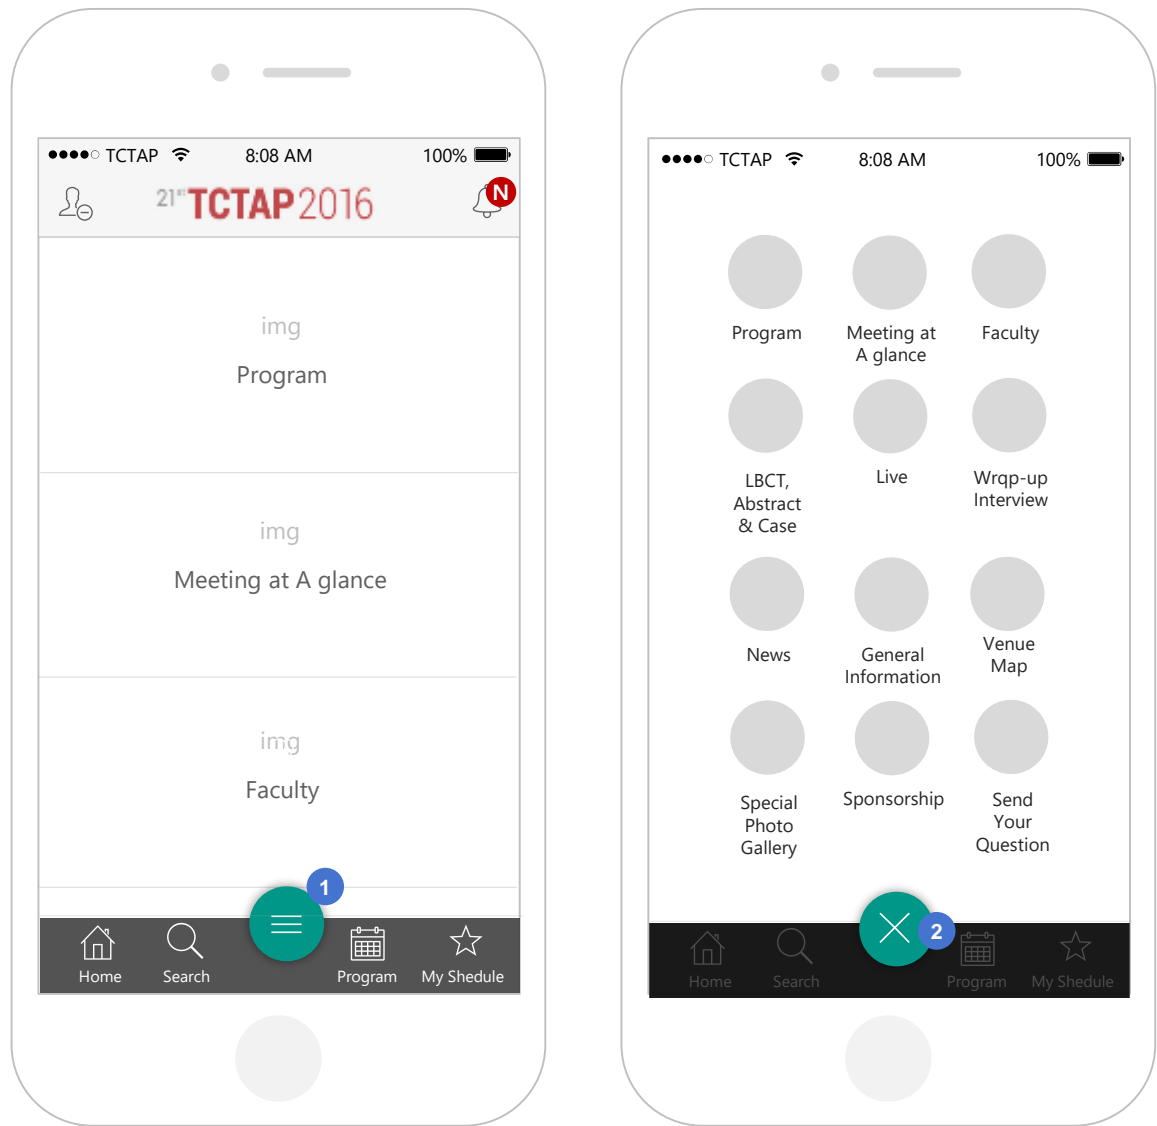 TCTAP 8:08 AM 100%
21st TCTAP 2016 N
img
Program
img
Meeting at A glance
img
Faculty
1
Home Search Program My Shedule
TCTAP 8:08 AM 100%
Program
Meeting at
A glance
Faculty
LBCT,
Abstract
& Case
Live
Wrqp-up
Interview
News
General
Information
Venue
Map
Special
Photo
Gallery
Sponsorship
Send
Your
Question
2
Home Search Program My Shedule